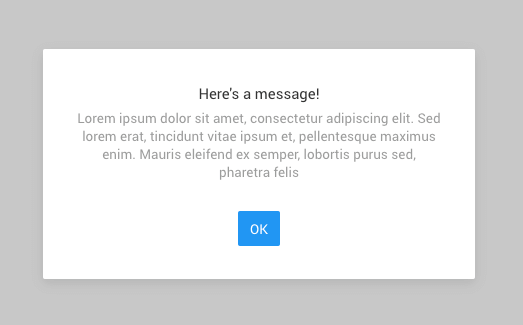 Here's a message!
Lorem ipsum dolor sit amet, consectetur adipiscing elit. Sed
lorem erat, tincidunt vitae ipsum et, pellentesque maximus
enim. Mauris eleifend ex semper, lobortis purus sed,
pharetra felis
OK